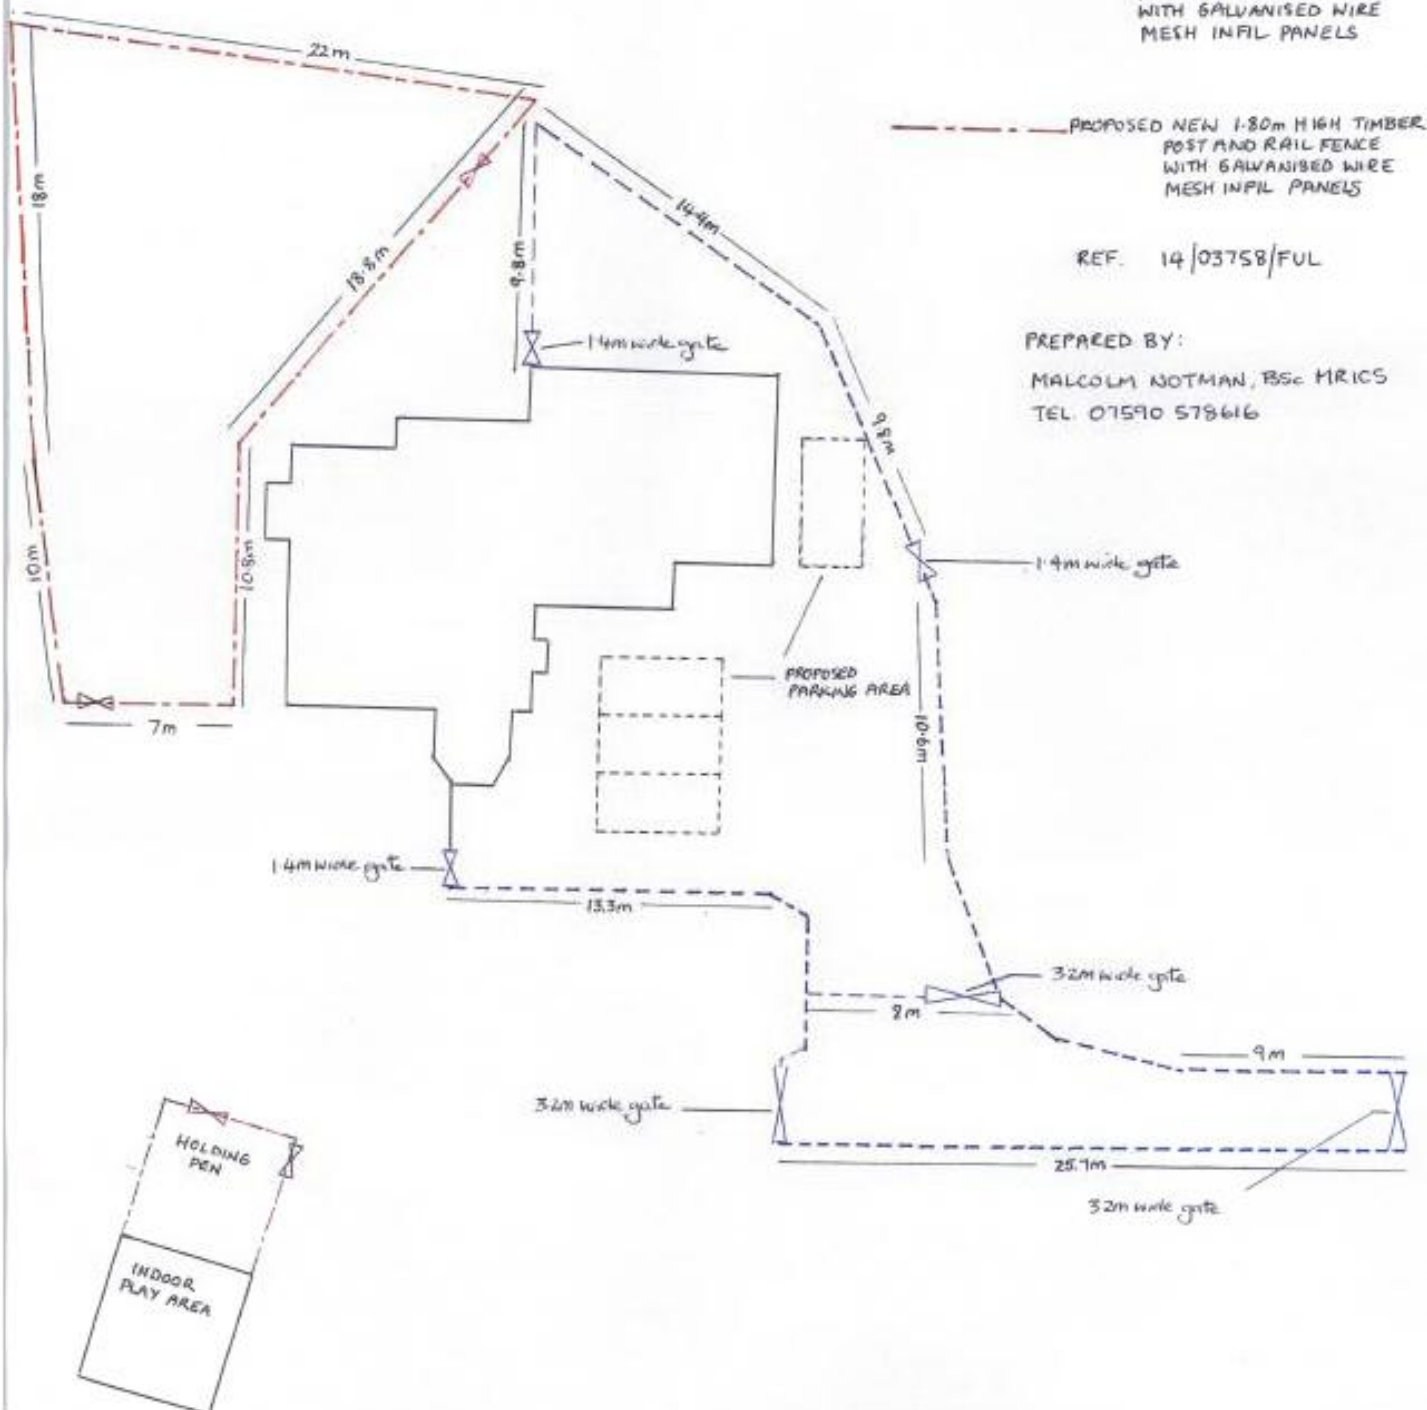 WITH GALVANISED WIRE
MESH INFIL PANELS
PROPOSED NEW 1.80m HIGH TIMBER
POST AND RAIL FENCE
WITH GALVANISED WIRE
MESH INFIL PANELS
REF. 14/03758/FUL
PREPARED BY:
MALCOLM NOTMAN, BSc MRICS
TEL. 07590 578616
22m
18m
18.8m
9.8m
14.4m
1.4m wide gate
9.8m
1.4m wide gate
10m
10.8m
7m
PROPOSED
PARKING AREA
10.6m
1.4m wide gate
13.3m
3.2m wide gate
8m
9m
3.2m wide gate
25.7m
3.2m wide gate
HOLDING
PEN
INDOOR
PLAY AREA